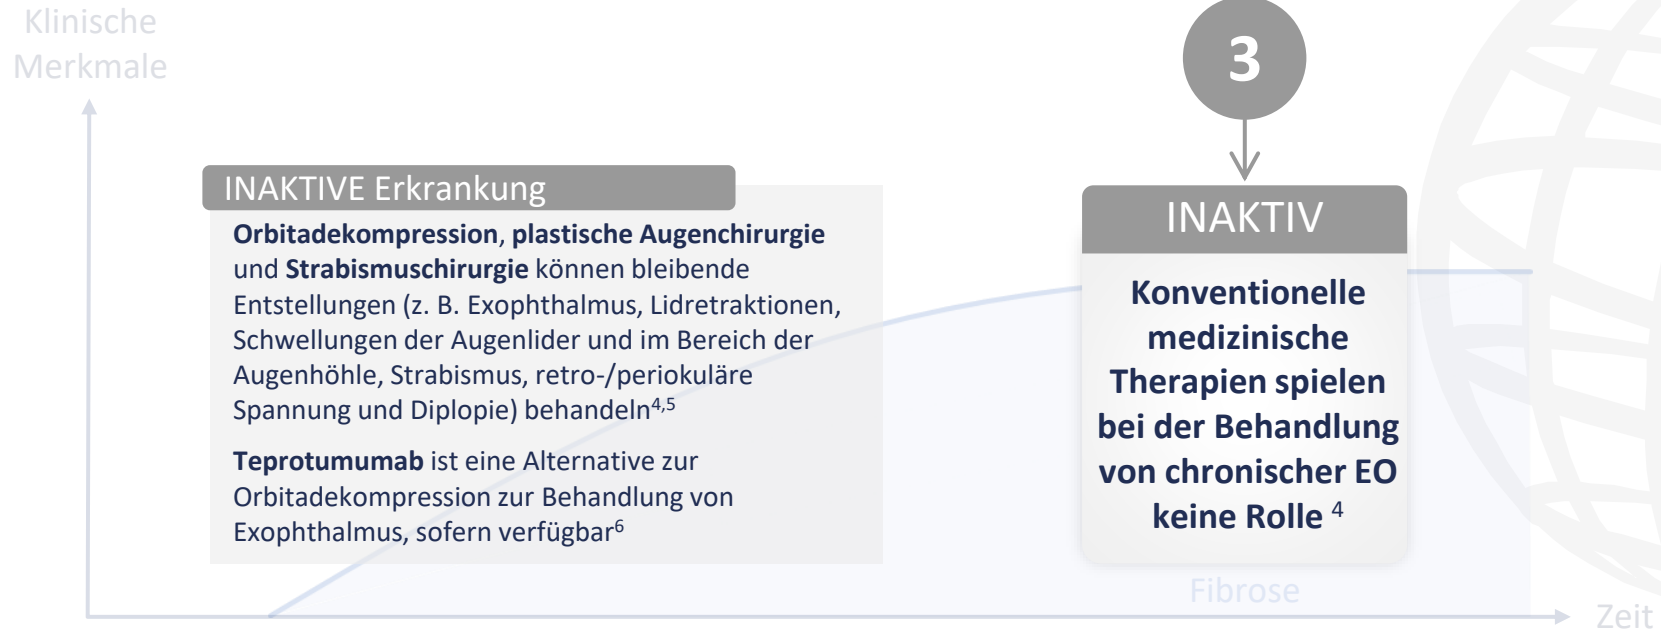 Klinische
Merkmale
3
INAKTIVE Erkrankung
Orbitadekompression, plastische Augenchirurgie
und Strabismuschirurgie können bleibende
Entstellungen (z. B. Exophthalmus, Lidretraktionen,
Schwellungen der Augenlider und im Bereich der
Augenhöhle, Strabismus, retro-/periokuläre
Spannung und Diplopie) behandeln4,5
Teprotumumab ist eine Alternative zur
Orbitadekompression zur Behandlung von
Exophthalmus, sofern verfügbar6
INAKTIV
Konventionelle
medizinische
Therapien spielen
bei der Behandlung
von chronischer EO
keine Rolle 4
Fibrose
Zeit